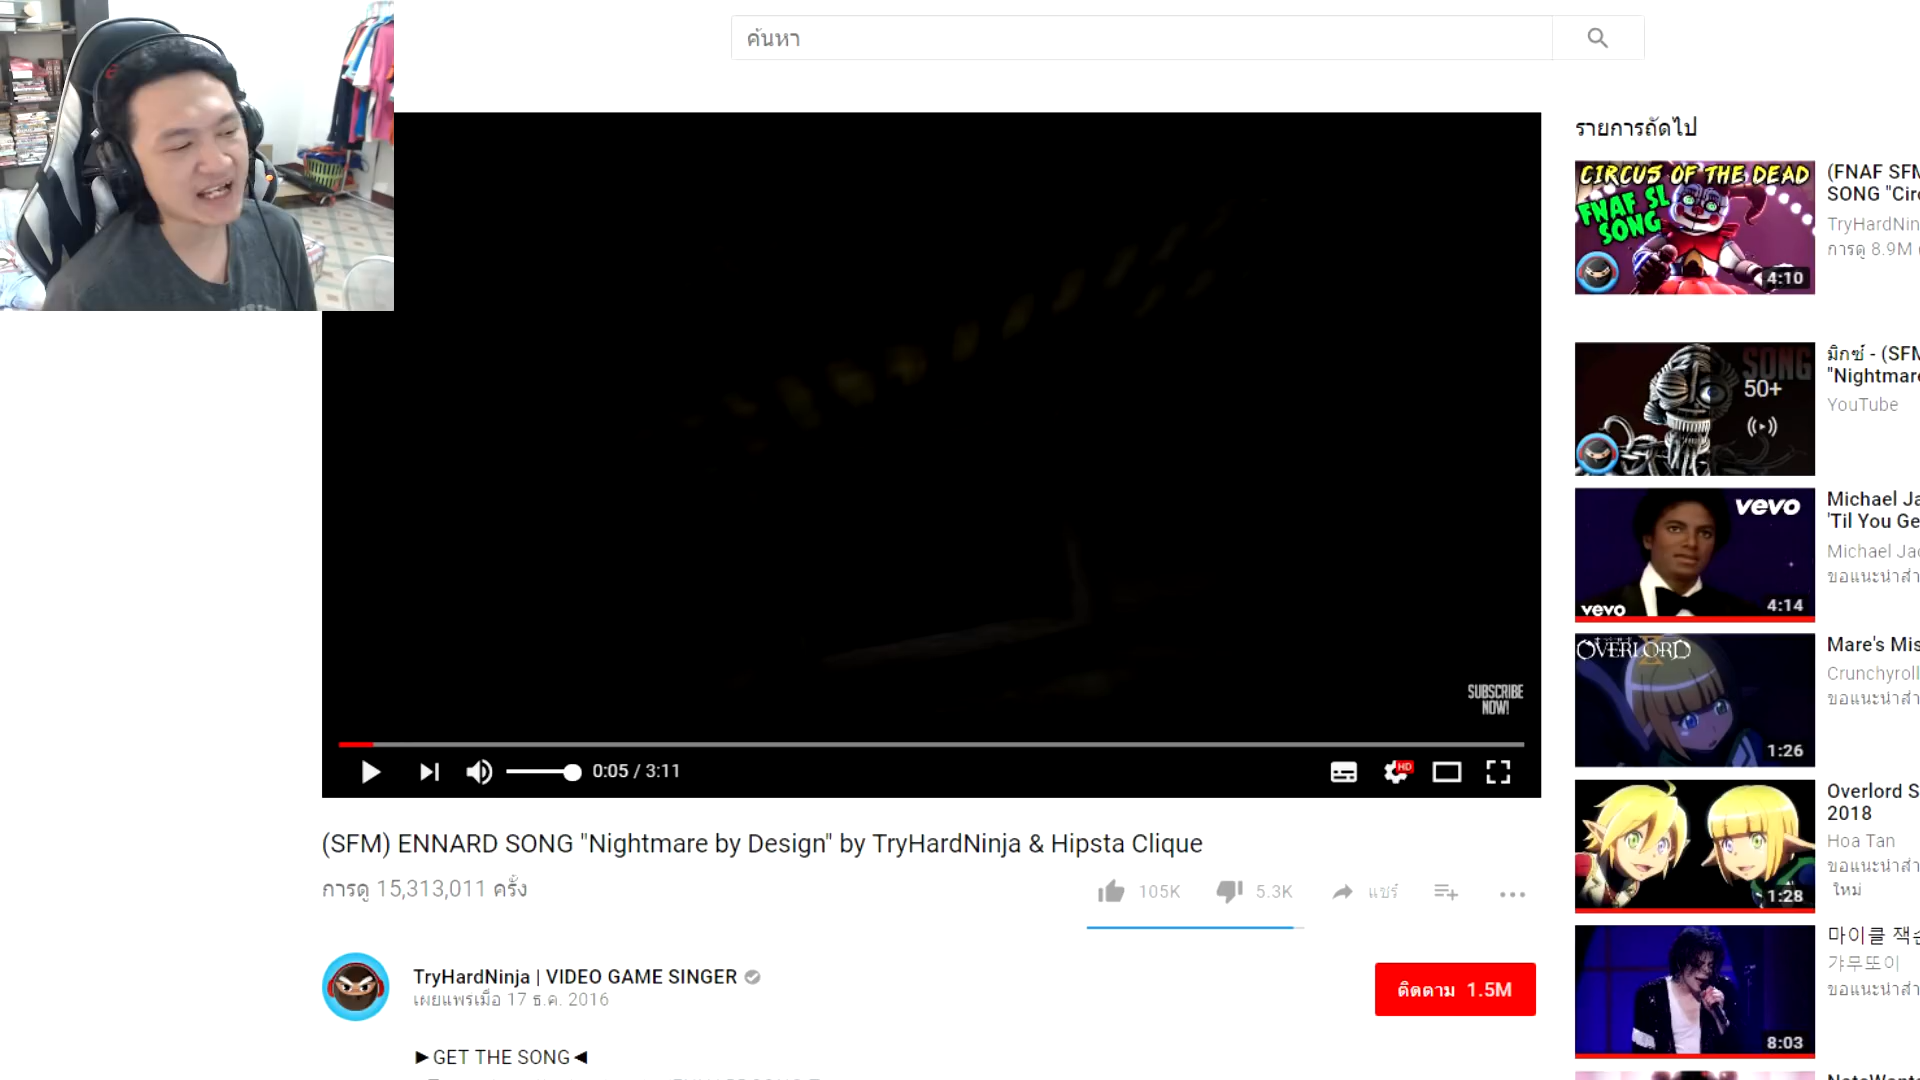 ค้นหา
รายการถัดไป
CIRCUS OF THE DEAD
FNAF SL
SONG
4:10
(FNAF SFM
SONG "Circ
TryHardNin
การดู 8.9M
SONG
50+
มิกซ์ - (SFM
"Nightmare
YouTube
vevo
vevo
4:14
Michael Ja
'Til You Ge
Michael Jac
ขอแนะนำสำ
OVERLORD
1:26
Mare's Mis
Crunchyroll
ขอแนะนำสำ
1:28
Overlord S
2018
Hoa Tan
ขอแนะนำสำ
ใหม่
8:03
마이클 잭슨
갸무또이
ขอแนะนำสำ
SUBSCRIBE
NOW!
0:05 / 3:11
HD
(SFM) ENNARD SONG "Nightmare by Design" by TryHardNinja & Hipsta Clique
การดู 15,313,011 ครั้ง
105K
5.3K
แชร์
TryHardNinja | VIDEO GAME SINGER
เผยแพร่เมื่อ 17 ธ.ค. 2016
ติดตาม 1.5M
►GET THE SONG◄